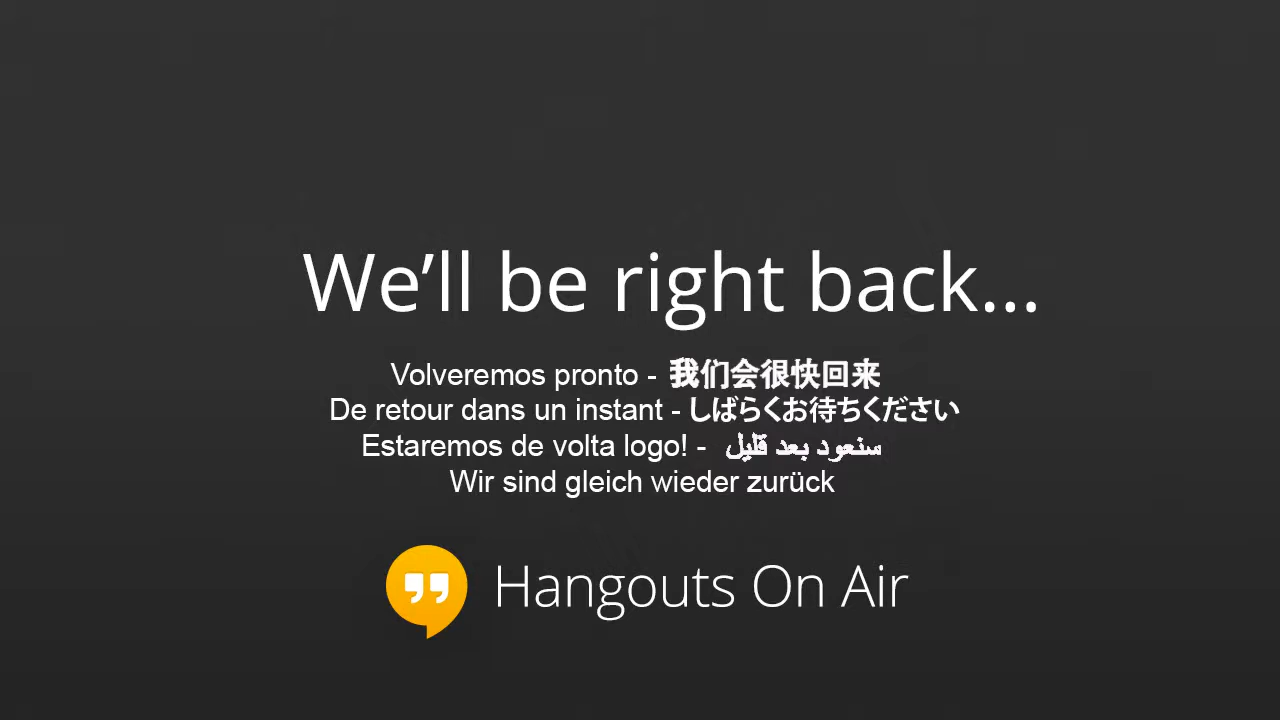 We’ll be right back...
Volveremos pronto - 我们会很快回来
De retour dans un instant - しばらくお待ちください
Estaremos de volta logo! - سنعود بعد قليل
Wir sind gleich wieder zurück
Hangouts On Air